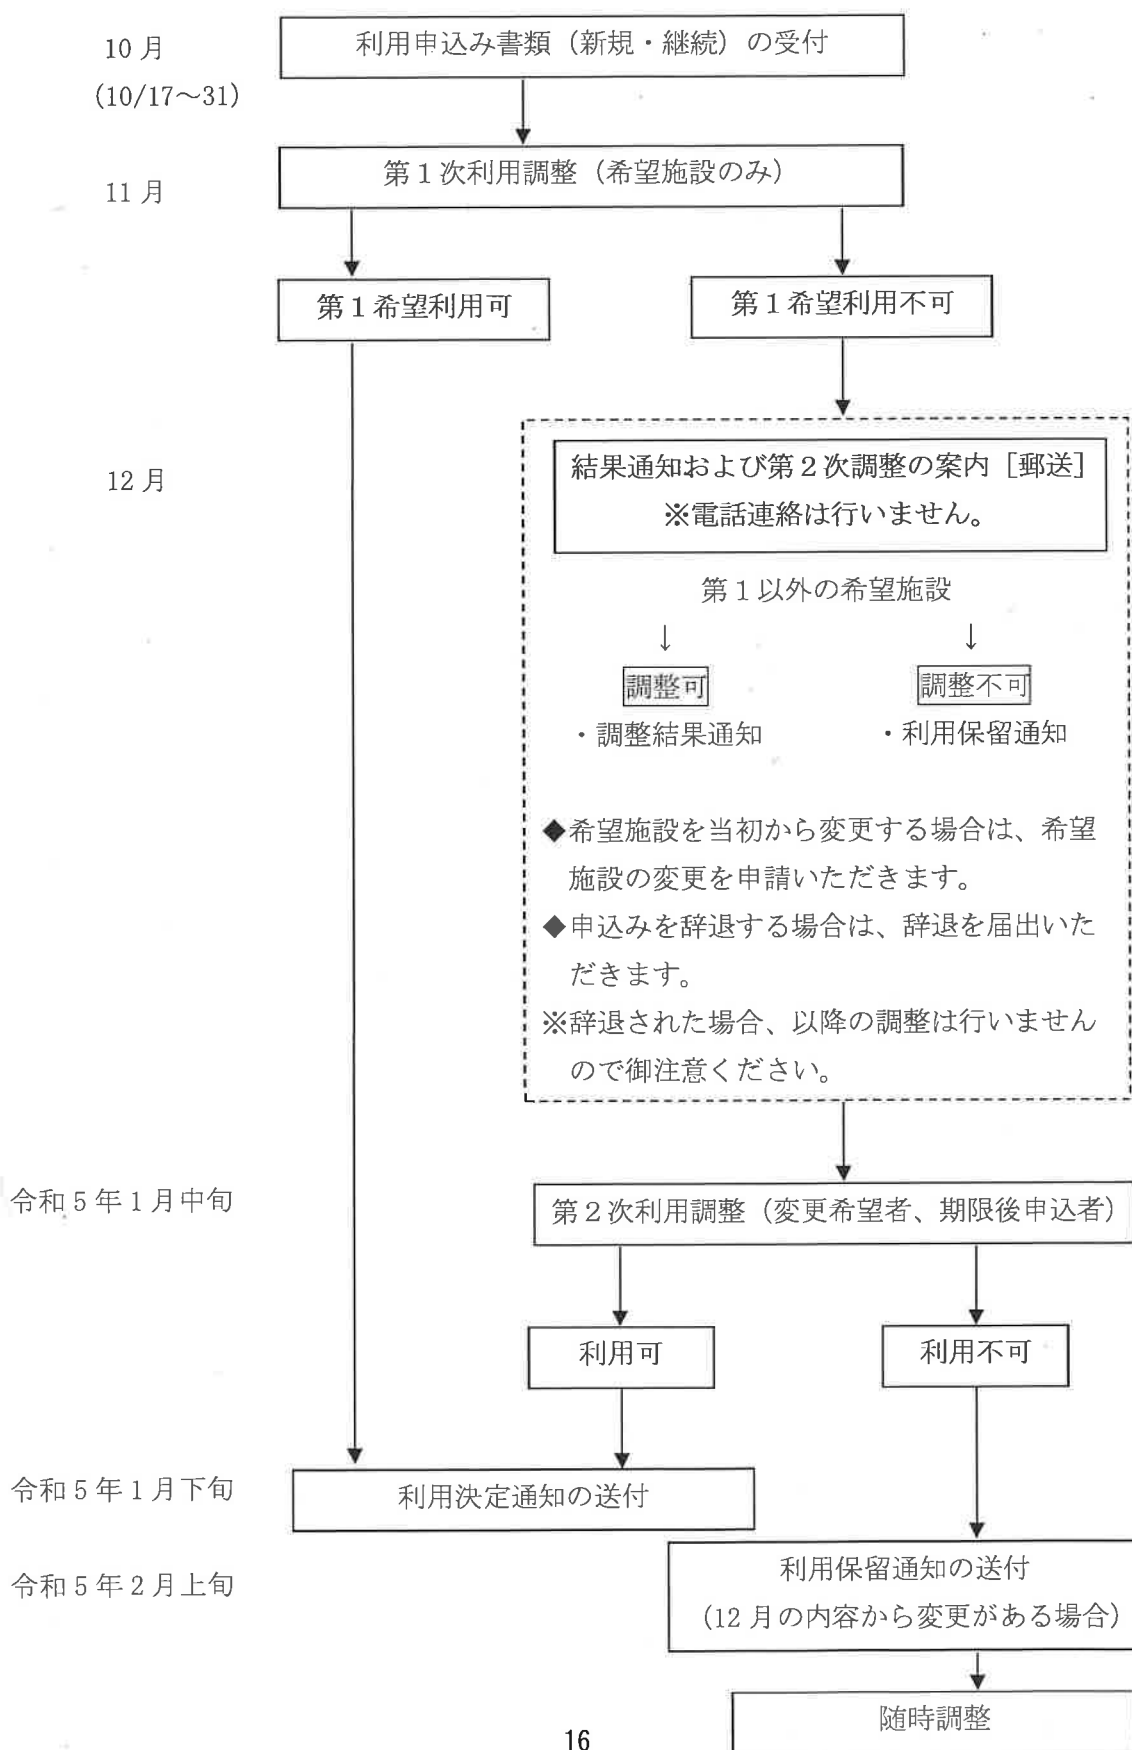 10月
利用申込み書類（新規・継続）の受付
(10/17～31)
11月
第１次利用調整（希望施設のみ）
第１希望利用可
第１希望利用不可
12月
結果通知および第２次調整の案内［郵送］
※電話連絡は行いません。
第１以外の希望施設
↓ ↓
調整可
調整不可
・調整結果通知
・利用保留通知
◆希望施設を当初から変更する場合は、希望
施設の変更を申請いただきます。
◆申込みを辞退する場合は、辞退を届出いた
だきます。
※辞退された場合、以降の調整は行いません
ので御注意ください。
令和５年１月中旬
第２次利用調整（変更希望者、期限後申込者）
利用可
利用不可
令和５年１月下旬
利用決定通知の送付
令和５年２月上旬
利用保留通知の送付
（12月の内容から変更がある場合）
随時調整
16